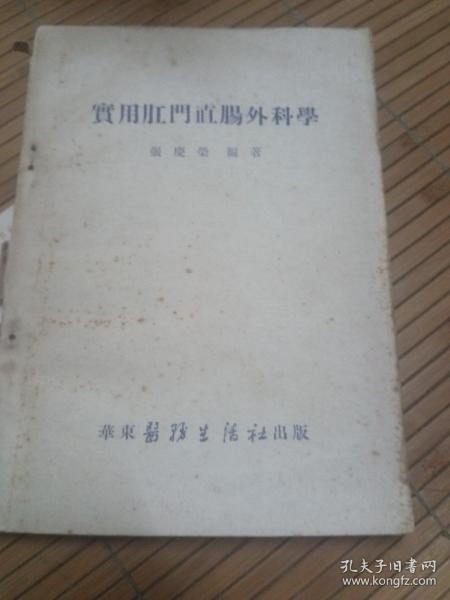 實用肛門直腸外科學
張慶榮 編著
華東醫務生活社出版
孔夫子旧书网
www.kongfz.com